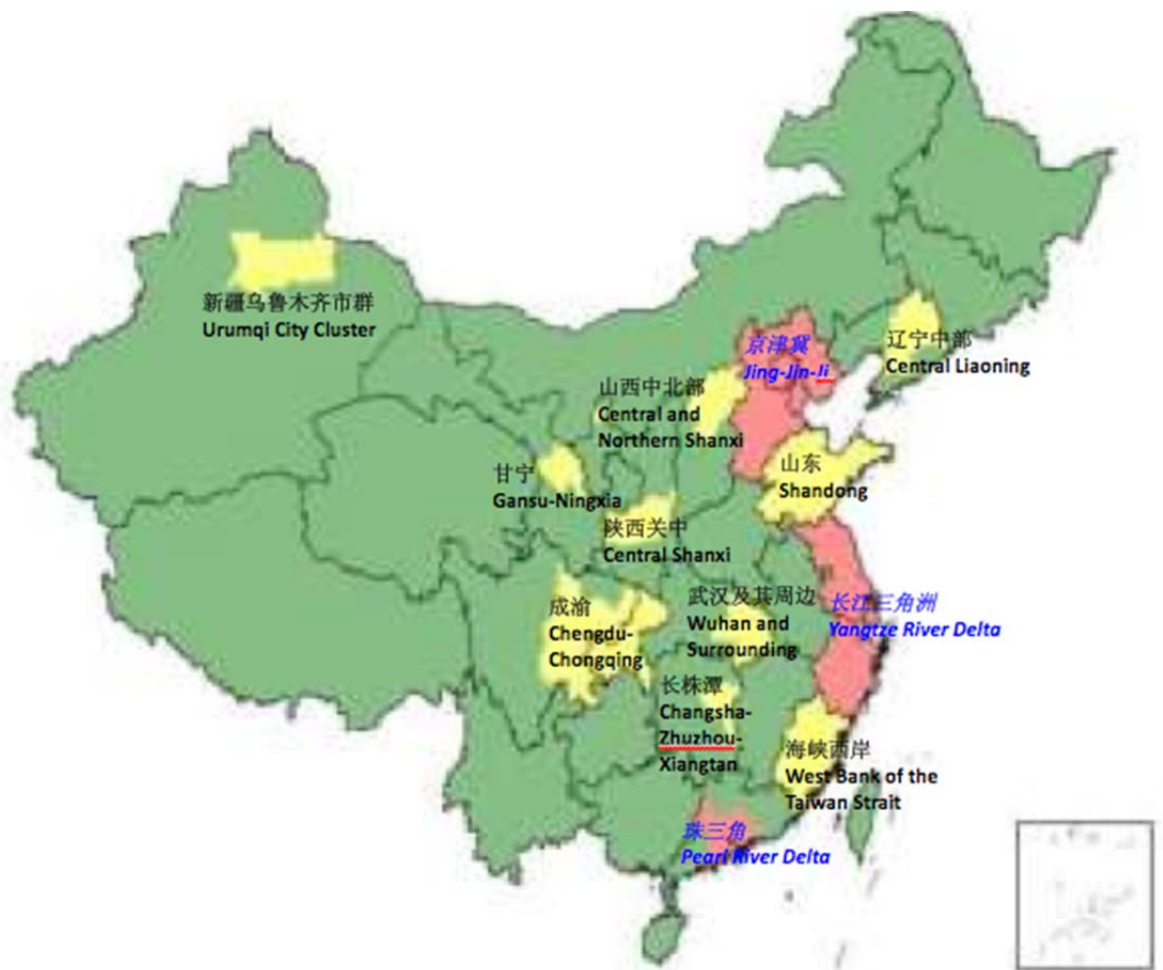 新疆乌鲁木齐市群
Urumqi City Cluster
京津冀
Jing-Jin-Ji
辽宁中部
Central Liaoning
山西中北部
Central and
Northern Shanxi
山东
Shandong
甘宁
Gansu-Ningxia
陕西关中
Central Shanxi
成渝
Chengdu-
Chongqing
武汉及其周边
Wuhan and
Surrounding
长江三角洲
Yangtze River Delta
长株潭
Changsha-
Zhuzhou-
Xiangtan
海峡西岸
West Bank of the
Taiwan Strait
珠三角
Pearl River Delta